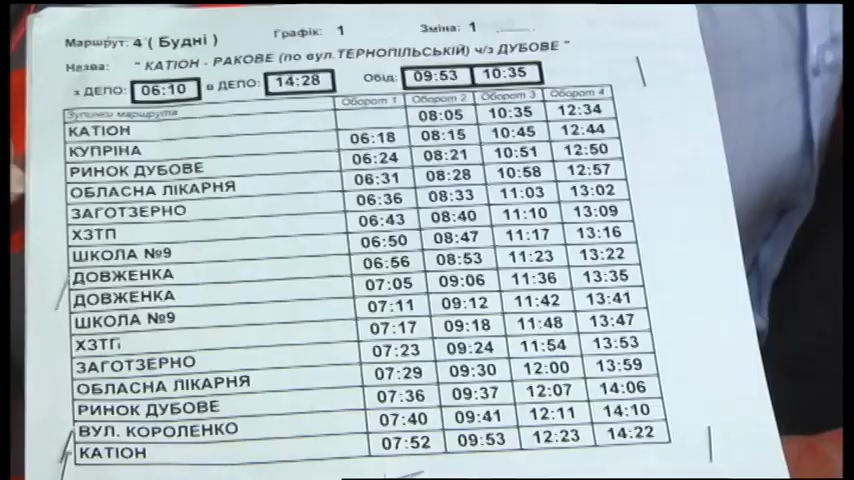 Маршрут: 4 ( Будні ) Графік: 1 Зміна: 1
Назва: " КАТІОН - РАКОВЕ (по вул.ТЕРНОПІЛЬСЬКІЙ) ч/з ДУБОВЕ "
з ДЕПО: 06:10 в ДЕПО: 14:28 Обід: 09:53 10:35
Зупинки маршрута Оборот 1 Оборот 2 Оборот 3 Оборот 4
КАТІОН 08:05 10:35 12:34
КУПРІНА 06:18 08:15 10:45 12:44
РИНОК ДУБОВЕ 06:24 08:21 10:51 12:50
ОБЛАСНА ЛІКАРНЯ 06:31 08:28 10:58 12:57
ЗАГОТЗЕРНО 06:36 08:33 11:03 13:02
ХЗТП 06:43 08:40 11:10 13:09
ШКОЛА №9 06:50 08:47 11:17 13:16
ДОВЖЕНКА 06:56 08:53 11:23 13:22
ДОВЖЕНКА 07:05 09:06 11:36 13:35
ШКОЛА №9 07:11 09:12 11:42 13:41
ХЗТП 07:17 09:18 11:48 13:47
ЗАГОТЗЕРНО 07:23 09:24 11:54 13:53
ОБЛАСНА ЛІКАРНЯ 07:29 09:30 12:00 13:59
РИНОК ДУБОВЕ 07:36 09:37 12:07 14:06
ВУЛ. КОРОЛЕНКО 07:40 09:41 12:11 14:10
КАТІОН 07:52 09:53 12:23 14:22